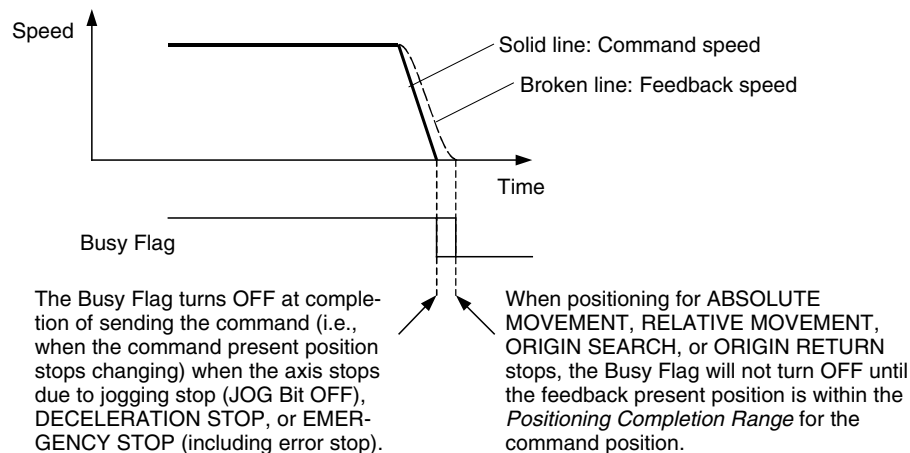 Speed
Solid line: Command speed
Broken line: Feedback speed
Time
Busy Flag
The Busy Flag turns OFF at comple-
tion of sending the command (i.e.,
when the command present position
stops changing) when the axis stops
due to jogging stop (JOG Bit OFF),
DECELERATION STOP, or EMER-
GENCY STOP (including error stop).
When positioning for ABSOLUTE
MOVEMENT, RELATIVE MOVEMENT,
ORIGIN SEARCH, or ORIGIN RETURN
stops, the Busy Flag will not turn OFF until
the feedback present position is within the
Positioning Completion Range for the
command position.